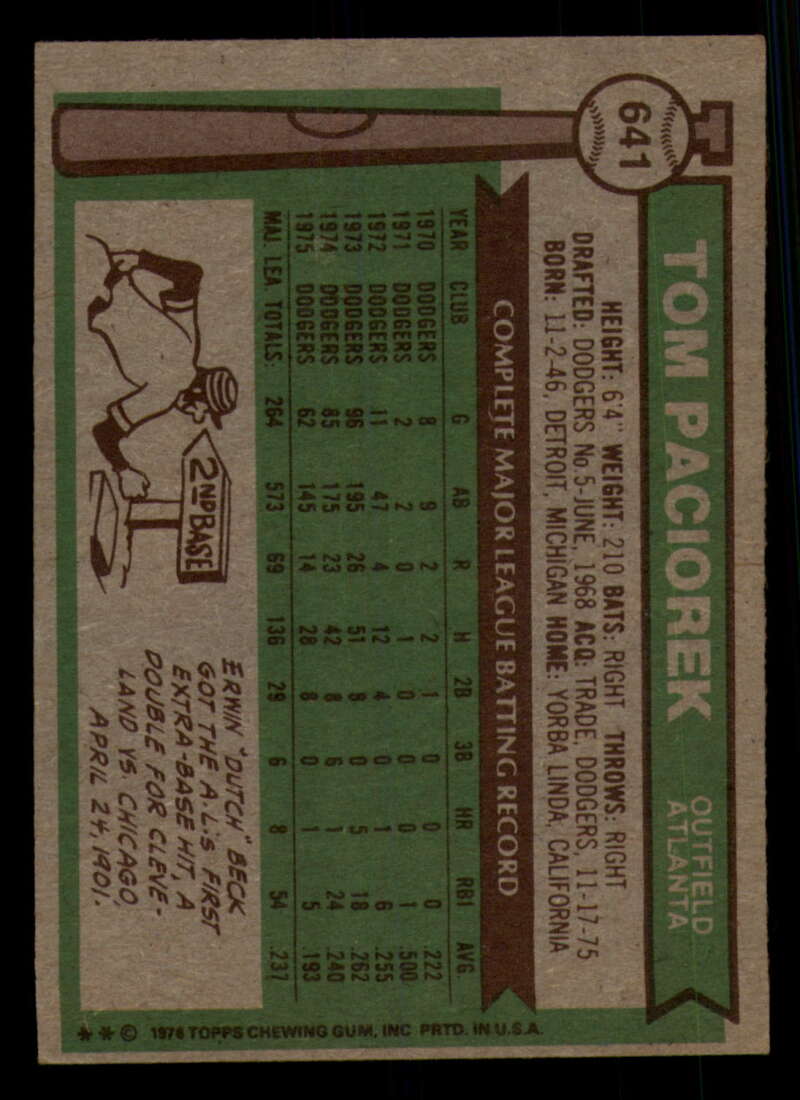 641
TOM PACIOREK
OUTFIELD
ATLANTA
HEIGHT: 6'4" WEIGHT: 210 BATS: RIGHT THROWS: RIGHT
DRAFTED: DODGERS No. 5-JUNE, 1968 ACQ: TRADE, DODGERS, 11-17-75
BORN: 11-2-46, DETROIT, MICHIGAN HOME: YORBA LINDA, CALIFORNIA
COMPLETE MAJOR LEAGUE BATTING RECORD
YEAR CLUB G AB R H 2B 3B HR RBI AVG
1970 DODGERS 8 9 2 2 1 0 0 0 .222
1971 DODGERS 2 2 0 1 0 0 0 1 .500
1972 DODGERS 11 47 4 12 4 0 1 6 .255
1973 DODGERS 96 195 26 51 8 0 5 18 .262
1974 DODGERS 85 175 23 42 8 6 1 24 .240
1975 DODGERS 62 145 14 28 8 0 1 5 .193
MAJ. LEA. TOTALS: 264 573 69 136 29 6 8 54 .237
2ND BASE
ERWIN "DUTCH" BECK
GOT THE A.L.'S FIRST
EXTRA-BASE HIT, A
DOUBLE FOR CLEVE-
LAND VS. CHICAGO,
APRIL 24, 1901.
** © 1976 TOPPS CHEWING GUM, INC PRTD. IN U.S.A.